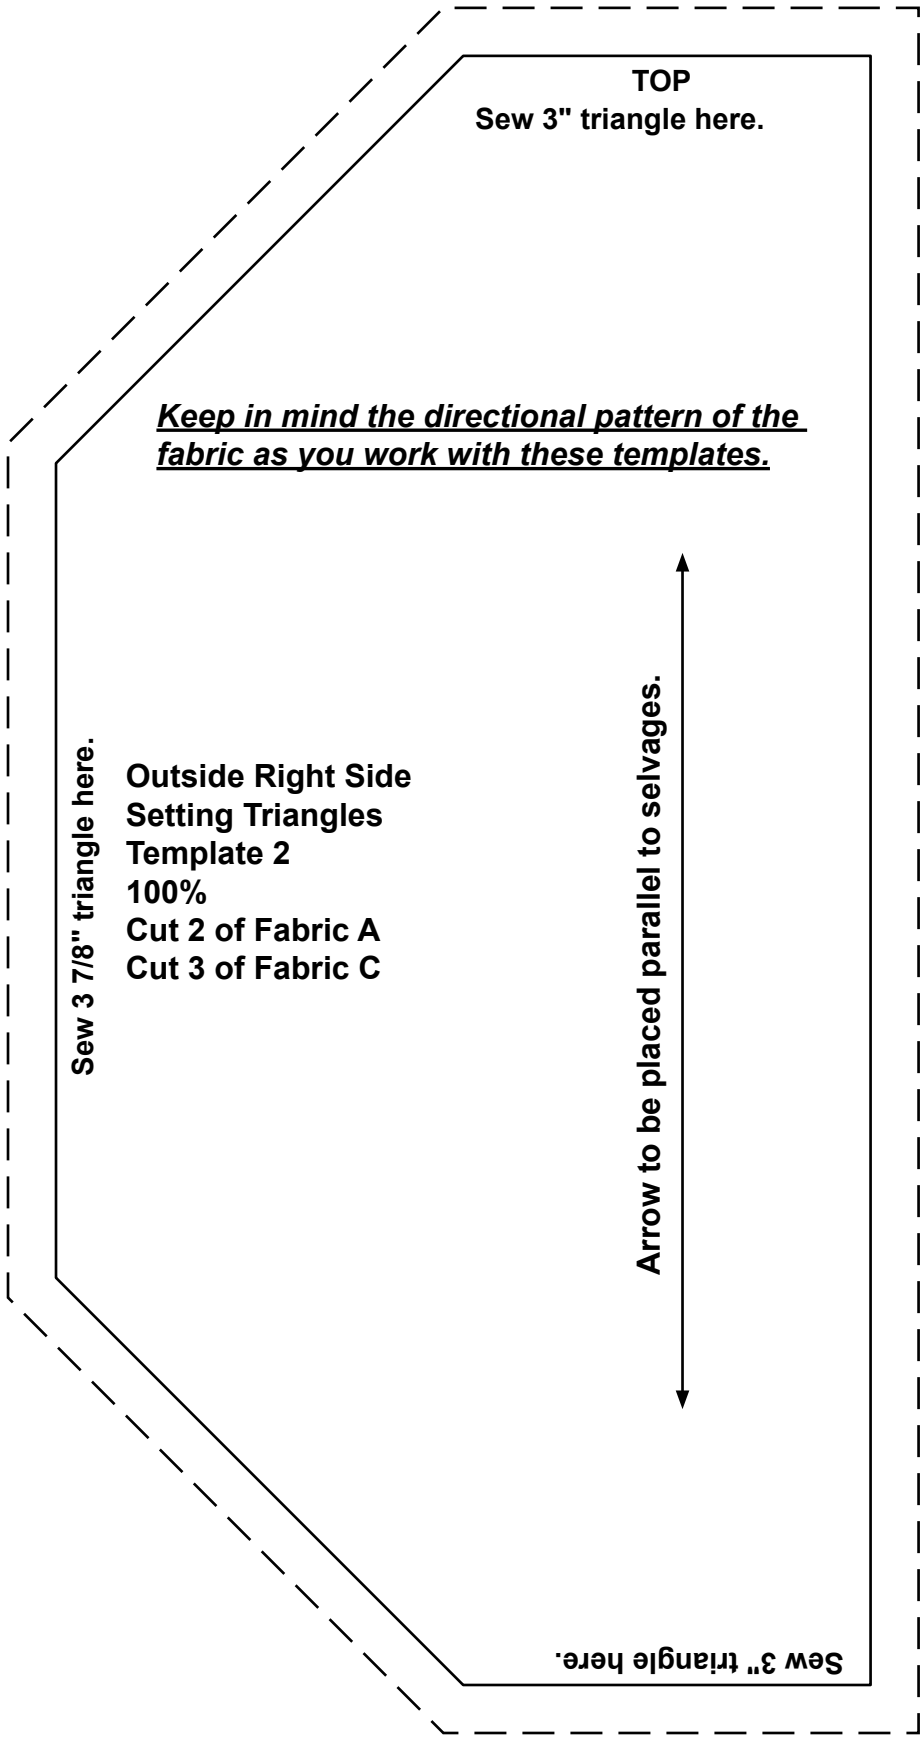 TOP
Sew 3" triangle here.
Keep in mind the directional pattern of the
fabric as you work with these templates.
Sew 3 7/8" triangle here.
Outside Right Side
Setting Triangles
Template 2
100%
Cut 2 of Fabric A
Cut 3 of Fabric C
Arrow to be placed parallel to selvages.
Sew 3" triangle here.